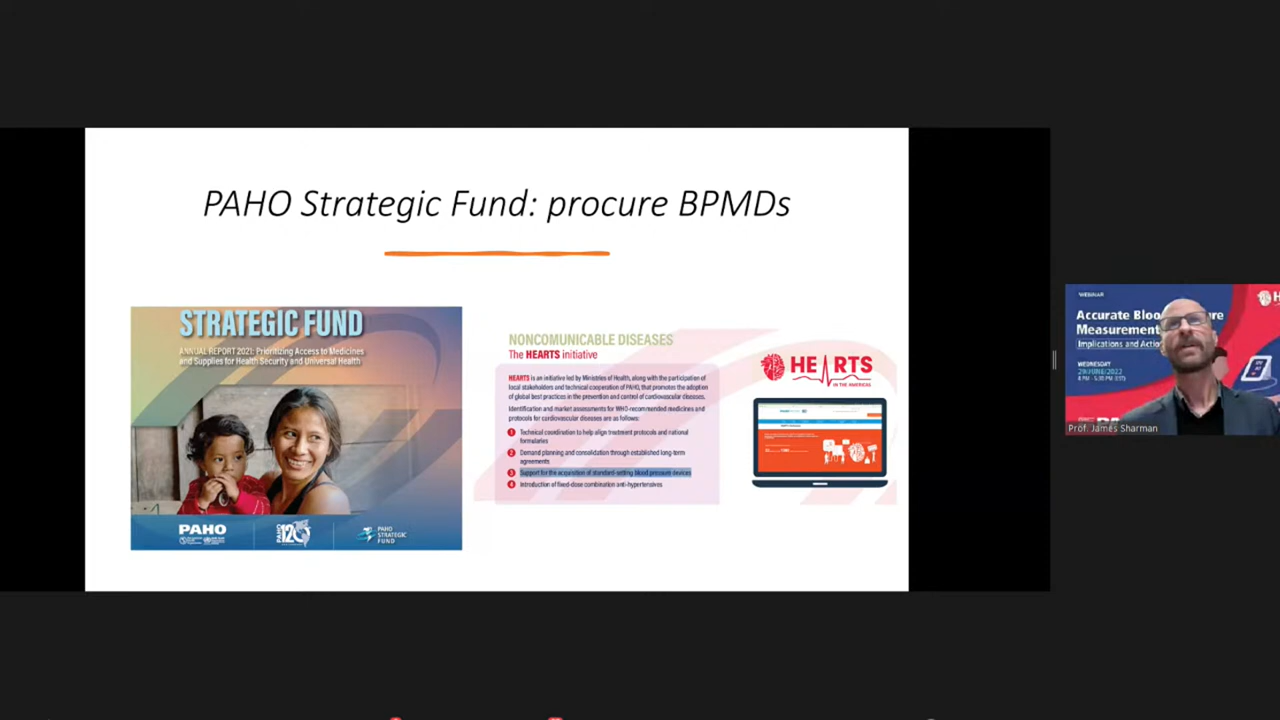 PAHO Strategic Fund: procure BPMDs
STRATEGIC FUND
ANNUAL REPORT 2021: Prioritizing Access to Medicines
and Supplies for Health Security and Universal Health
PAHO
PAHO
120
PAHO
STRATEGIC
FUND
NONCOMUNICABLE DISEASES
The HEARTS initiative
HEARTS is an initiative led by Ministries of Health, along with the participation of
local stakeholders and technical cooperation of PAHO, that promotes the adoption
of global best practices in the prevention and control of cardiovascular diseases.
Identification and market assessments for WHO-recommended medicines and
protocols for cardiovascular diseases are as follows:
1 Technical coordination to help align treatment protocols and national
formularies
2 Demand planning and consolidation through established long-term
agreements
3 Support for the acquisition of standard-setting blood pressure devices
4 Introduction of fixed-dose combination anti-hypertensives
HEARTS
IN THE AMERICAS
WEBINAR
Accurate Blood
Measurement
Implications and
WEDNESDAY
Prof. James Sharman